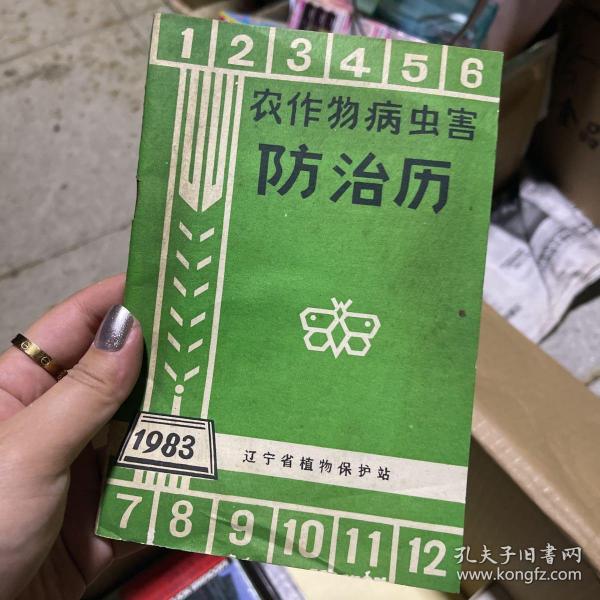 1 2 3 4 5 6
农作物病虫害
防治历
1983
辽宁省植物保护站
7 8 9 10 11 12
孔夫子旧书网
www.kongfz.com